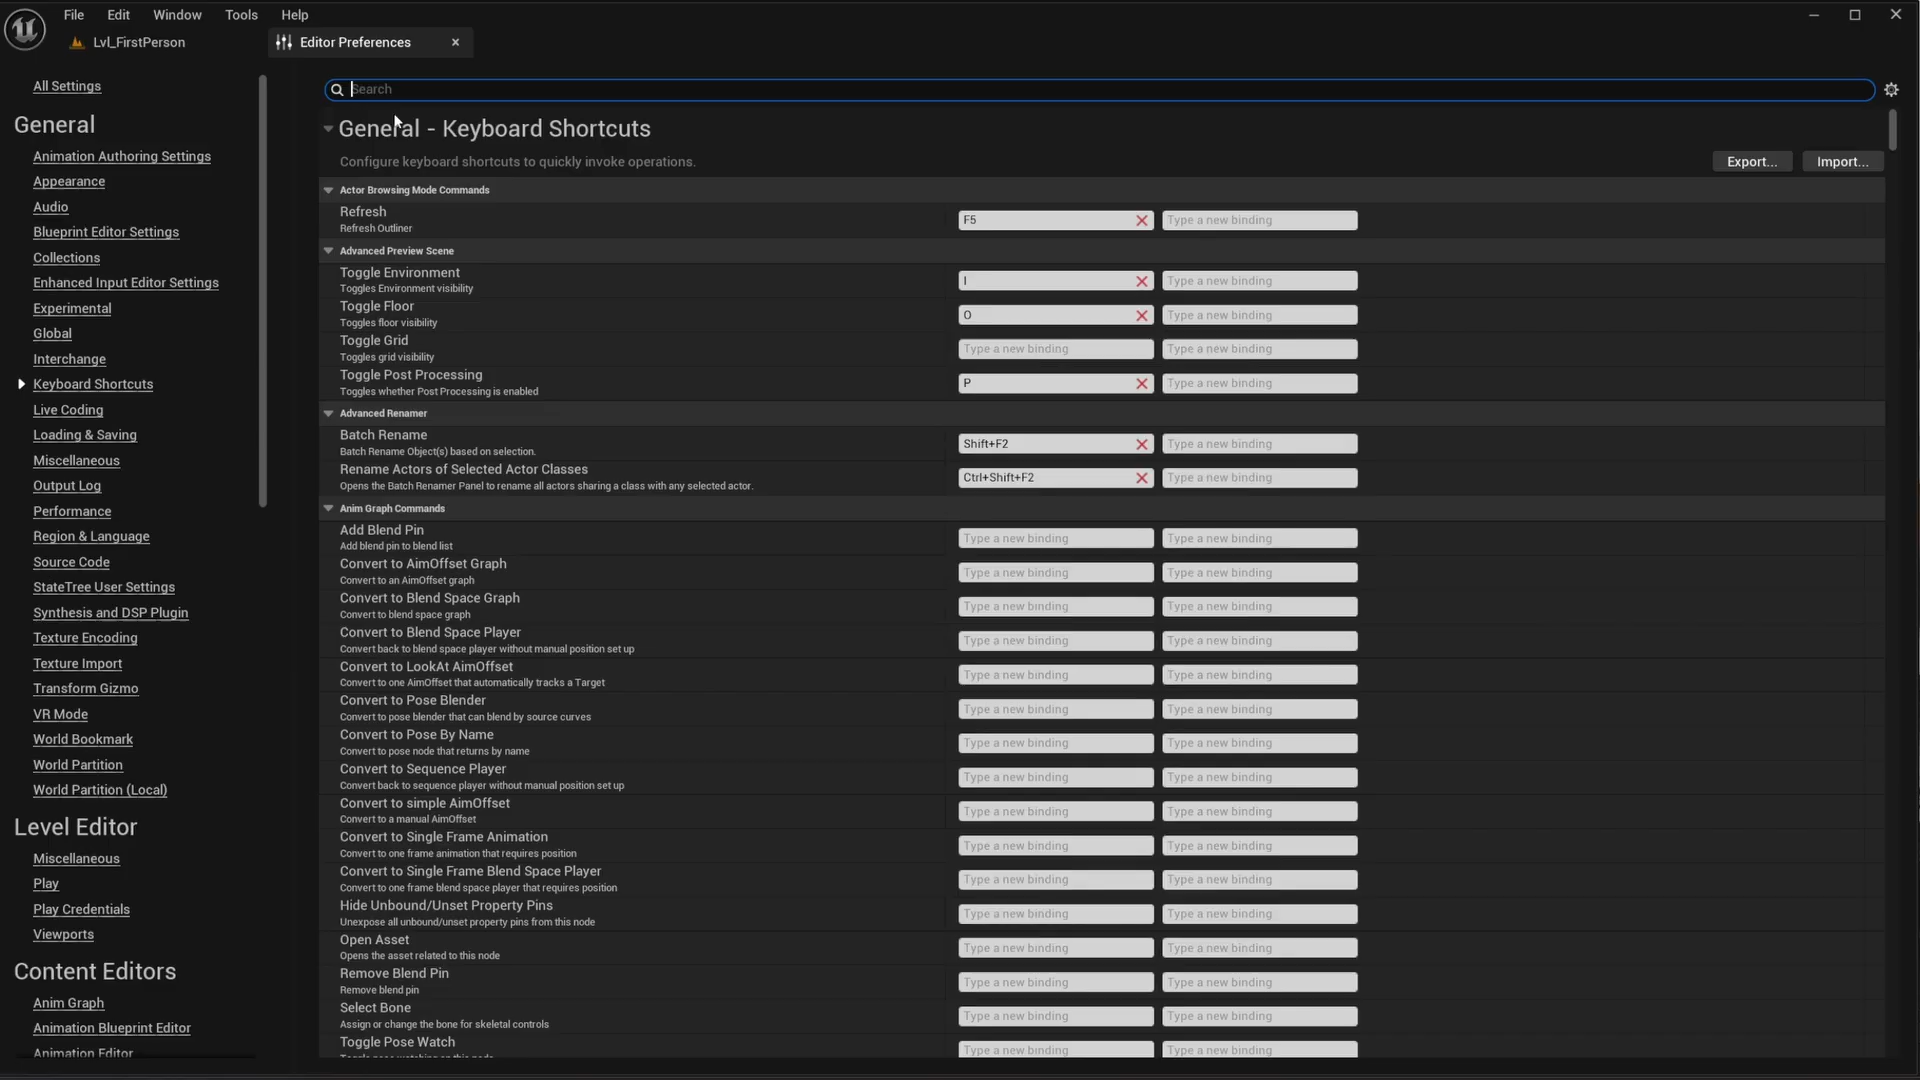 File Edit Window Tools Help
Lvl_FirstPerson
Editor Preferences
All Settings
General
Animation Authoring Settings
Appearance
Audio
Blueprint Editor Settings
Collections
Enhanced Input Editor Settings
Experimental
Global
Interchange
Keyboard Shortcuts
Live Coding
Loading & Saving
Miscellaneous
Output Log
Performance
Region & Language
Source Code
StateTree User Settings
Synthesis and DSP Plugin
Texture Encoding
Texture Import
Transform Gizmo
VR Mode
World Bookmark
World Partition
World Partition (Local)
Level Editor
Miscellaneous
Play
Play Credentials
Viewports
Content Editors
Anim Graph
Animation Blueprint Editor
Animation Editor
Search
General - Keyboard Shortcuts
Configure keyboard shortcuts to quickly invoke operations.
Export... Import...
Actor Browsing Mode Commands
Refresh
Refresh Outliner
F5 Type a new binding
Advanced Preview Scene
Toggle Environment
Toggles Environment visibility
I Type a new binding
Toggle Floor
Toggles floor visibility
O Type a new binding
Toggle Grid
Toggles grid visibility
Type a new binding Type a new binding
Toggle Post Processing
Toggles whether Post Processing is enabled
P Type a new binding
Advanced Renamer
Batch Rename
Batch Rename Object(s) based on selection.
Shift+F2 Type a new binding
Rename Actors of Selected Actor Classes
Opens the Batch Renamer Panel to rename all actors sharing a class with any selected actor.
Ctrl+Shift+F2 Type a new binding
Anim Graph Commands
Add Blend Pin
Add blend pin to blend list
Type a new binding Type a new binding
Convert to AimOffset Graph
Convert to an AimOffset graph
Type a new binding Type a new binding
Convert to Blend Space Graph
Convert to blend space graph
Type a new binding Type a new binding
Convert to Blend Space Player
Convert back to blend space player without manual position set up
Type a new binding Type a new binding
Convert to LookAt AimOffset
Convert to one AimOffset that automatically tracks a Target
Type a new binding Type a new binding
Convert to Pose Blender
Convert to pose blender that can blend by source curves
Type a new binding Type a new binding
Convert to Pose By Name
Convert to pose node that returns by name
Type a new binding Type a new binding
Convert to Sequence Player
Convert back to sequence player without manual position set up
Type a new binding Type a new binding
Convert to simple AimOffset
Convert to a manual AimOffset
Type a new binding Type a new binding
Convert to Single Frame Animation
Convert to one frame animation that requires position
Type a new binding Type a new binding
Convert to Single Frame Blend Space Player
Convert to one frame blend space player that requires position
Type a new binding Type a new binding
Hide Unbound/Unset Property Pins
Unexpose all unbound/unset property pins from this node
Type a new binding Type a new binding
Open Asset
Opens the asset related to this node
Type a new binding Type a new binding
Remove Blend Pin
Remove blend pin
Type a new binding Type a new binding
Select Bone
Assign or change the bone for skeletal controls
Type a new binding Type a new binding
Toggle Pose Watch
Type a new binding Type a new binding